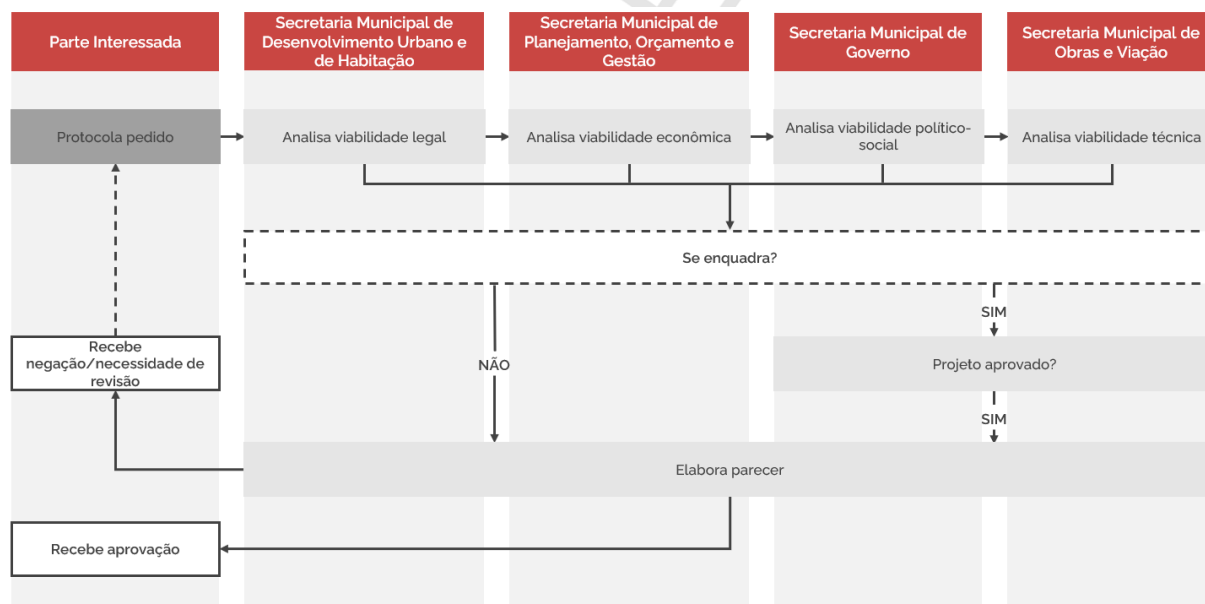 Parte Interessada
Secretaria Municipal de
Desenvolvimento Urbano e
de Habitação
Secretaria Municipal de
Planejamento, Orçamento e
Gestão
Secretaria Municipal de
Governo
Secretaria Municipal de
Obras e Viação
Protocola pedido
Analisa viabilidade legal
Analisa viabilidade econômica
Analisa viabilidade político-
social
Analisa viabilidade técnica
Se enquadra?
SIM
Recebe
negação/necessidade de
revisão
NÃO
Projeto aprovado?
SIM
Elabora parecer
Recebe aprovação